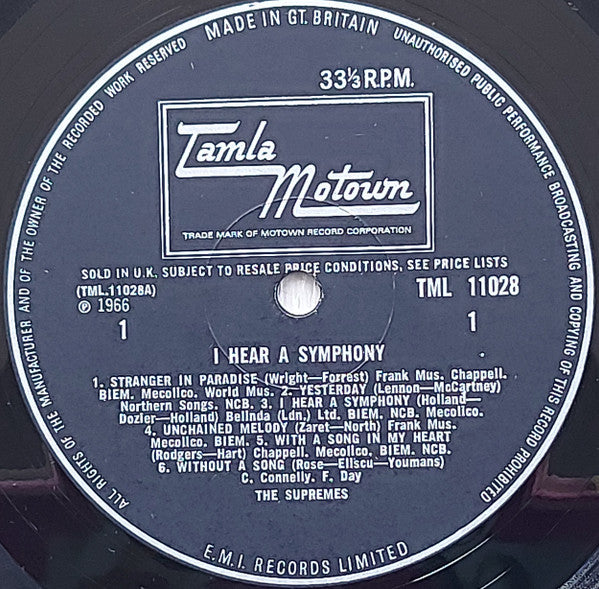 MADE IN GT. BRITAIN
UNAUTHORISED PUBLIC PERFORMANCE BROADCASTING AND COPYING OF THIS RECORD PROHIBITED
E.M.I. RECORDS LIMITED
ALL RIGHTS OF THE MANUFACTURER AND OF THE OWNER OF THE RECORDED WORK RESERVED
33⅓ R.P.M.
Tamla
Motown
TRADE MARK OF MOTOWN RECORD CORPORATION
SOLD IN U.K. SUBJECT TO RESALE PRICE CONDITIONS, SEE PRICE LISTS
(TML.11028A) TML 11028
℗ 1966
1 1
I HEAR A SYMPHONY
1. STRANGER IN PARADISE (Wright—Forrest) Frank Mus. Chappell.
BIEM. Mecolico. World Mus. 2. YESTERDAY (Lennon—McCartney)
Northern Songs. NCB. 3. I HEAR A SYMPHONY (Holland—
Dozier—Holland) Belinda (Ldn.) Ltd. BIEM. NCB. Mecolico.
4. UNCHAINED MELODY (Zaret—North) Frank Mus.
Mecolico. BIEM. 5. WITH A SONG IN MY HEART
(Rodgers—Hart) Chappell. Mecolico. BIEM. NCB.
6. WITHOUT A SONG (Rose—Eliscu—Youmans)
C. Connelly. F. Day
THE SUPREMES